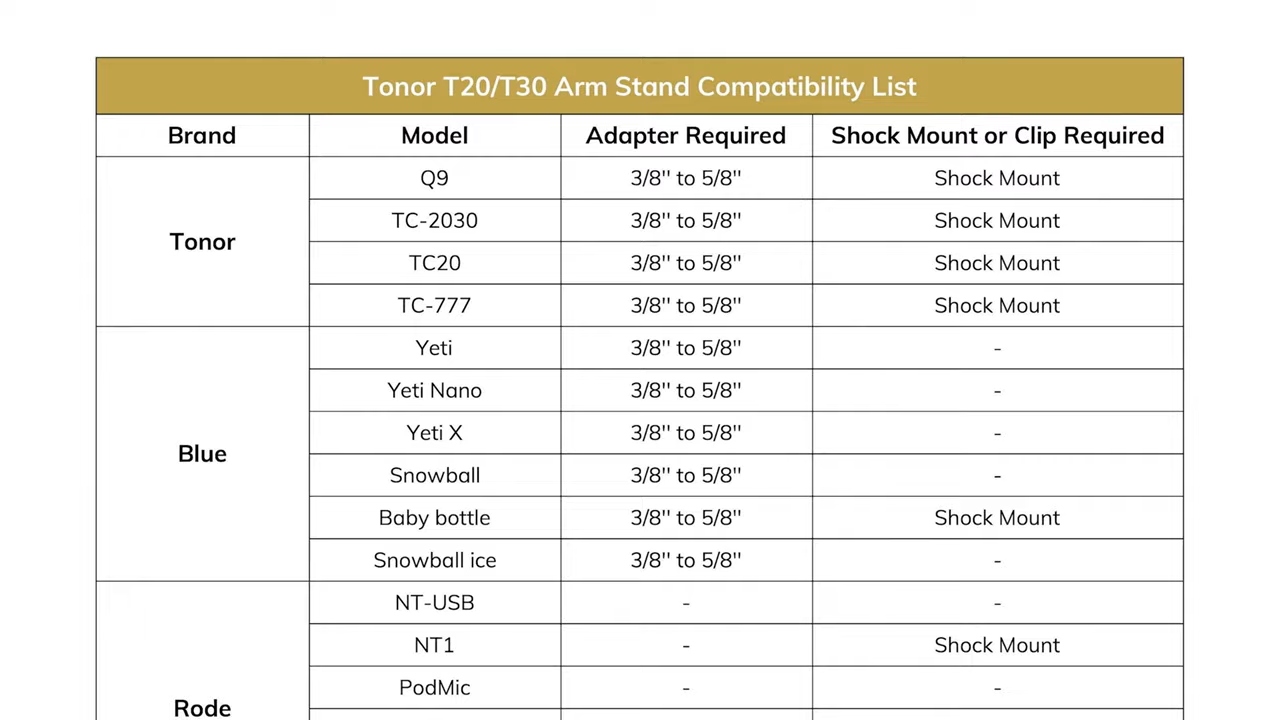 Tonor T20/T30 Arm Stand Compatibility List
Brand Model Adapter Required Shock Mount or Clip Required
Tonor
Q9 3/8" to 5/8" Shock Mount
TC-2030 3/8" to 5/8" Shock Mount
TC20 3/8" to 5/8" Shock Mount
TC-777 3/8" to 5/8" Shock Mount
Blue
Yeti 3/8" to 5/8" -
Yeti Nano 3/8" to 5/8" -
Yeti X 3/8" to 5/8" -
Snowball 3/8" to 5/8" -
Baby bottle 3/8" to 5/8" Shock Mount
Snowball ice 3/8" to 5/8" -
Rode
NT-USB - -
NT1 - Shock Mount
PodMic - -